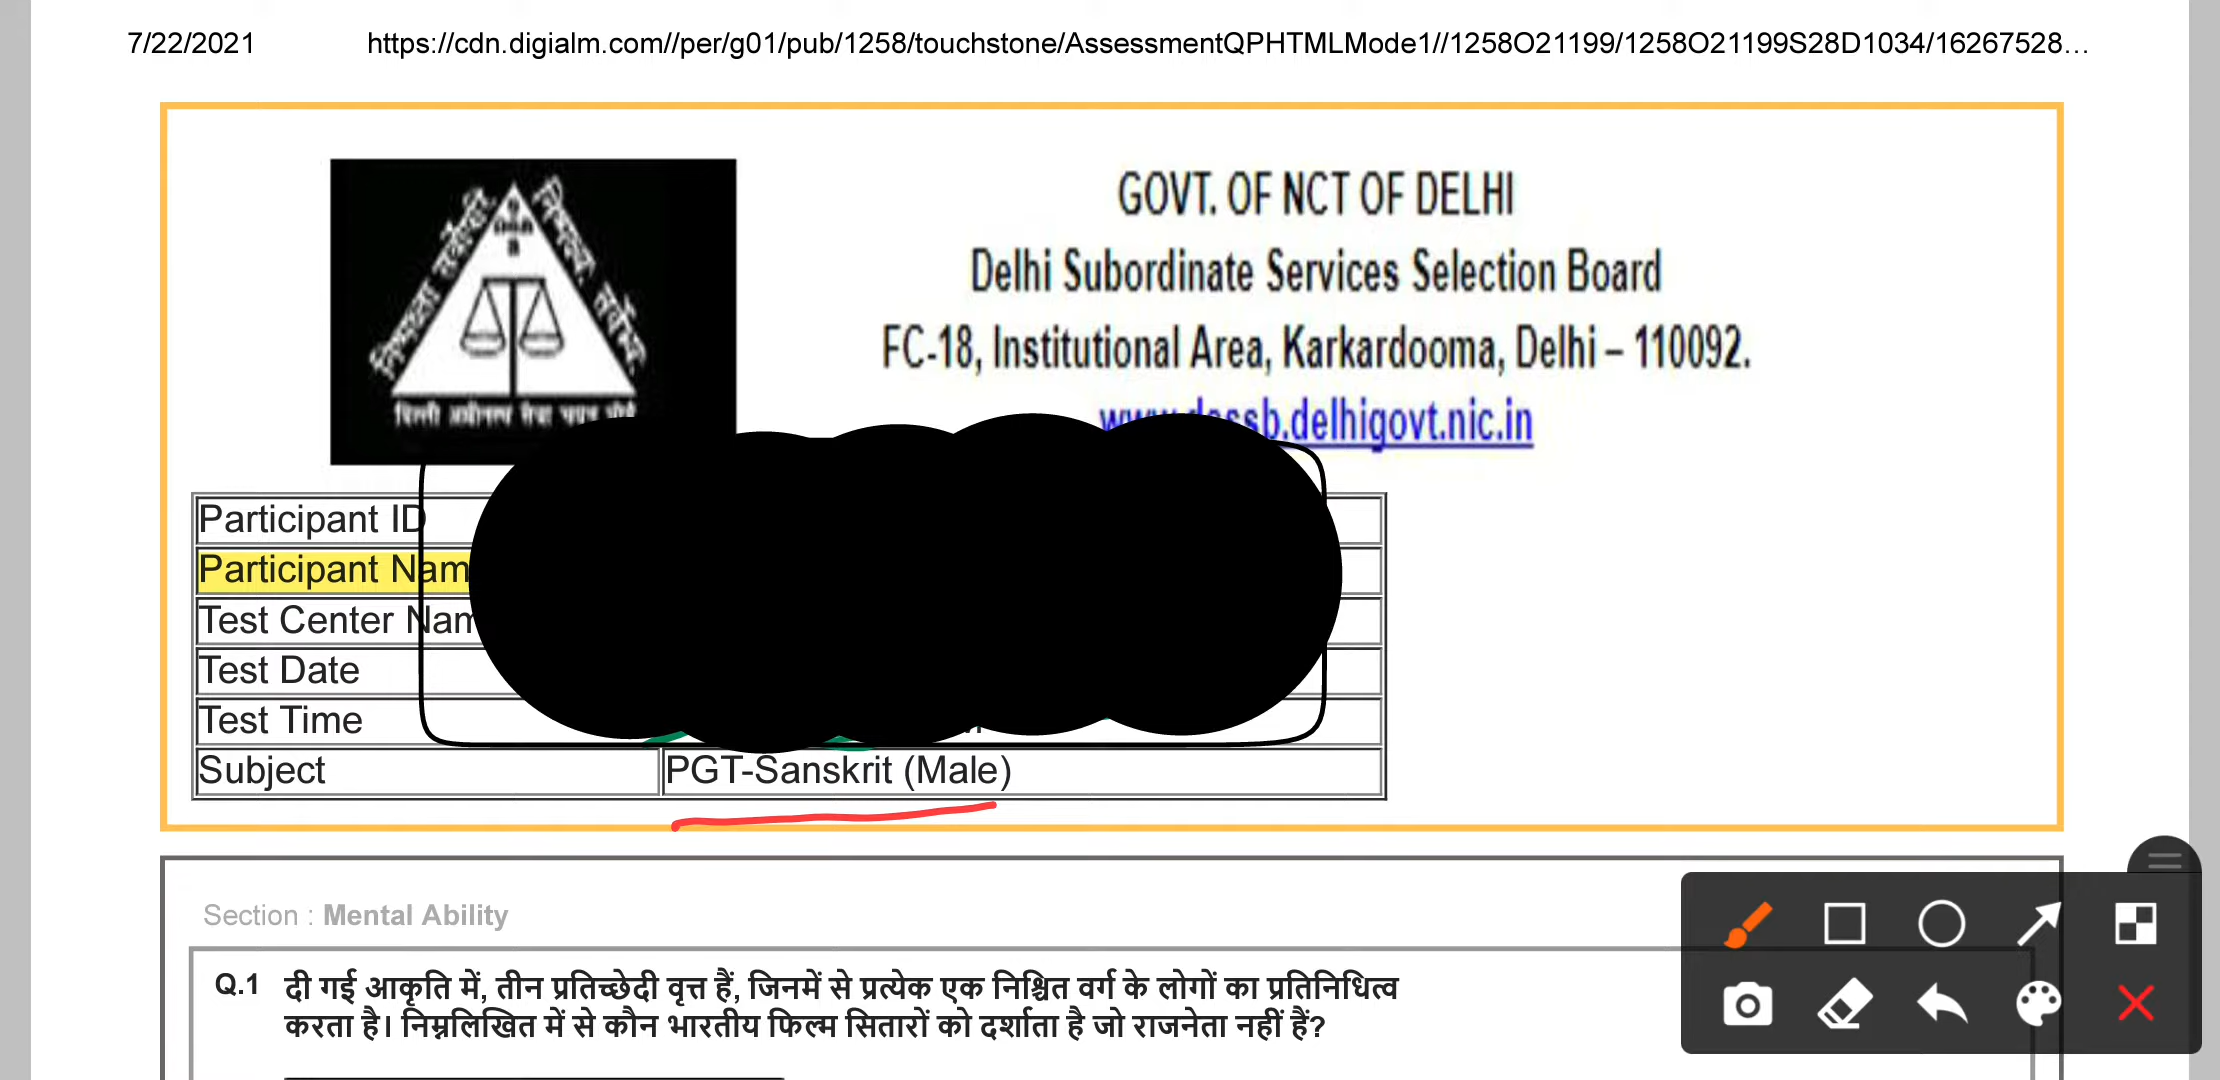 7/22/2021 https://cdn.digialm.com//per/g01/pub/1258/touchstone/AssessmentQPHTMLMode1//1258O21199/1258O21199S28D1034/16267528...
GOVT. OF NCT OF DELHI
Delhi Subordinate Services Selection Board
FC-18, Institutional Area, Karkardooma, Delhi – 110092.
ssb.delhigovt.nic.in
Participant ID
Participant Nam
Test Center Nam
Test Date
Test Time
Subject PGT-Sanskrit (Male)
Section : Mental Ability
Q.1 दी गई आकृति में, तीन प्रतिच्छेदी वृत्त हैं, जिनमें से प्रत्येक एक निश्चित वर्ग के लोगों का प्रतिनिधित्व
करता है। निम्नलिखित में से कौन भारतीय फिल्म सितारों को दर्शाता है जो राजनेता नहीं हैं?